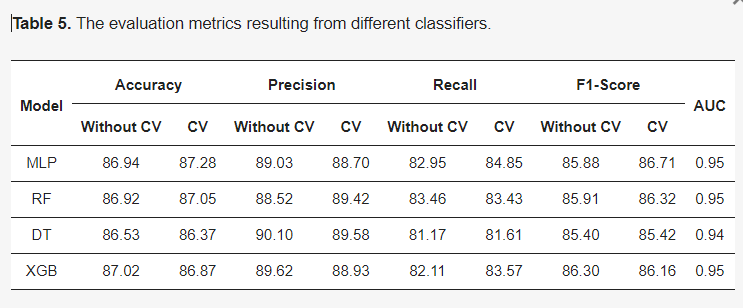 Table 5. The evaluation metrics resulting from different classifiers.
Model Accuracy Precision Recall F1-Score AUC
Without CV CV Without CV CV Without CV CV Without CV CV
MLP 86.94 87.28 89.03 88.70 82.95 84.85 85.88 86.71 0.95
RF 86.92 87.05 88.52 89.42 83.46 83.43 85.91 86.32 0.95
DT 86.53 86.37 90.10 89.58 81.17 81.61 85.40 85.42 0.94
XGB 87.02 86.87 89.62 88.93 82.11 83.57 86.30 86.16 0.95